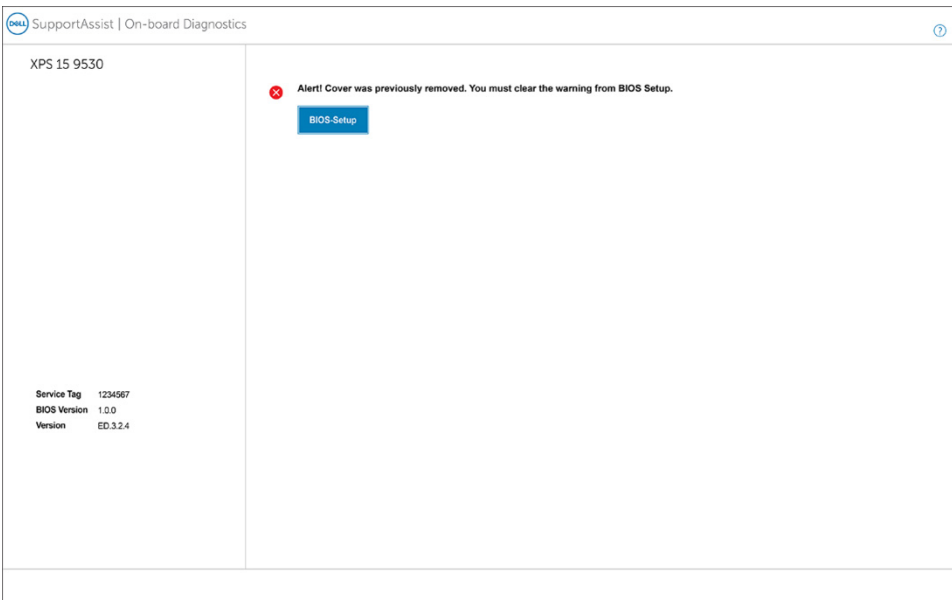 DELL SupportAssist | On-board Diagnostics
?
XPS 15 9530
Alert! Cover was previously removed. You must clear the warning from BIOS Setup.
BIOS-Setup
Service Tag 1234567
BIOS Version 1.0.0
Version ED.3.2.4